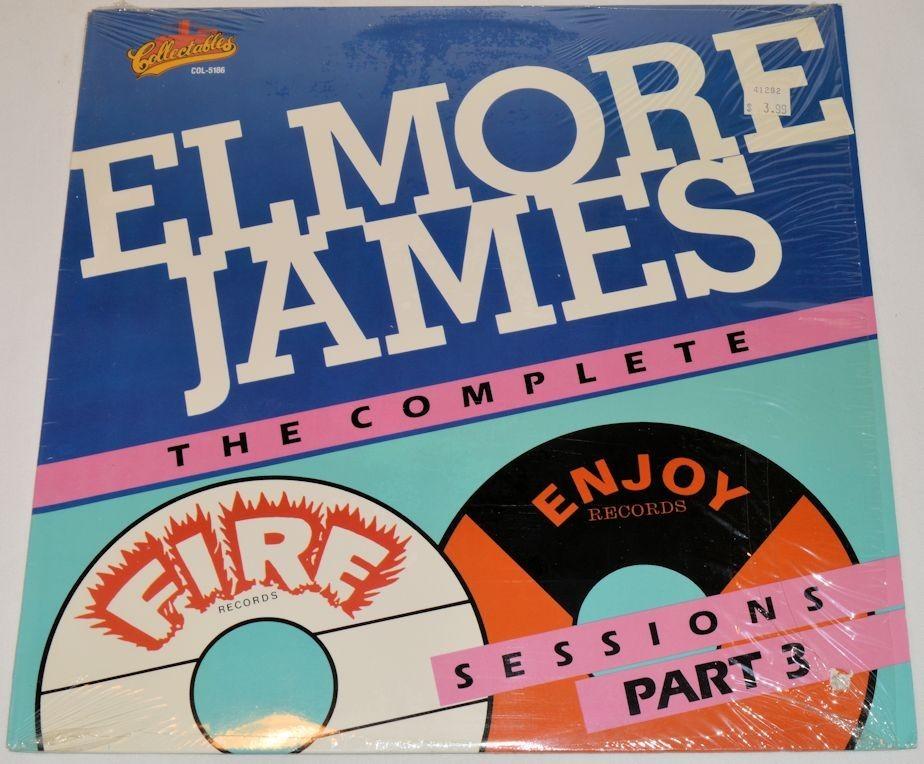 Collectables
COL-5186
41282
$ 3.99
ELMORE
JAMES
THE COMPLETE
FIRE
RECORDS
ENJOY
RECORDS
SESSIONS
PART 3